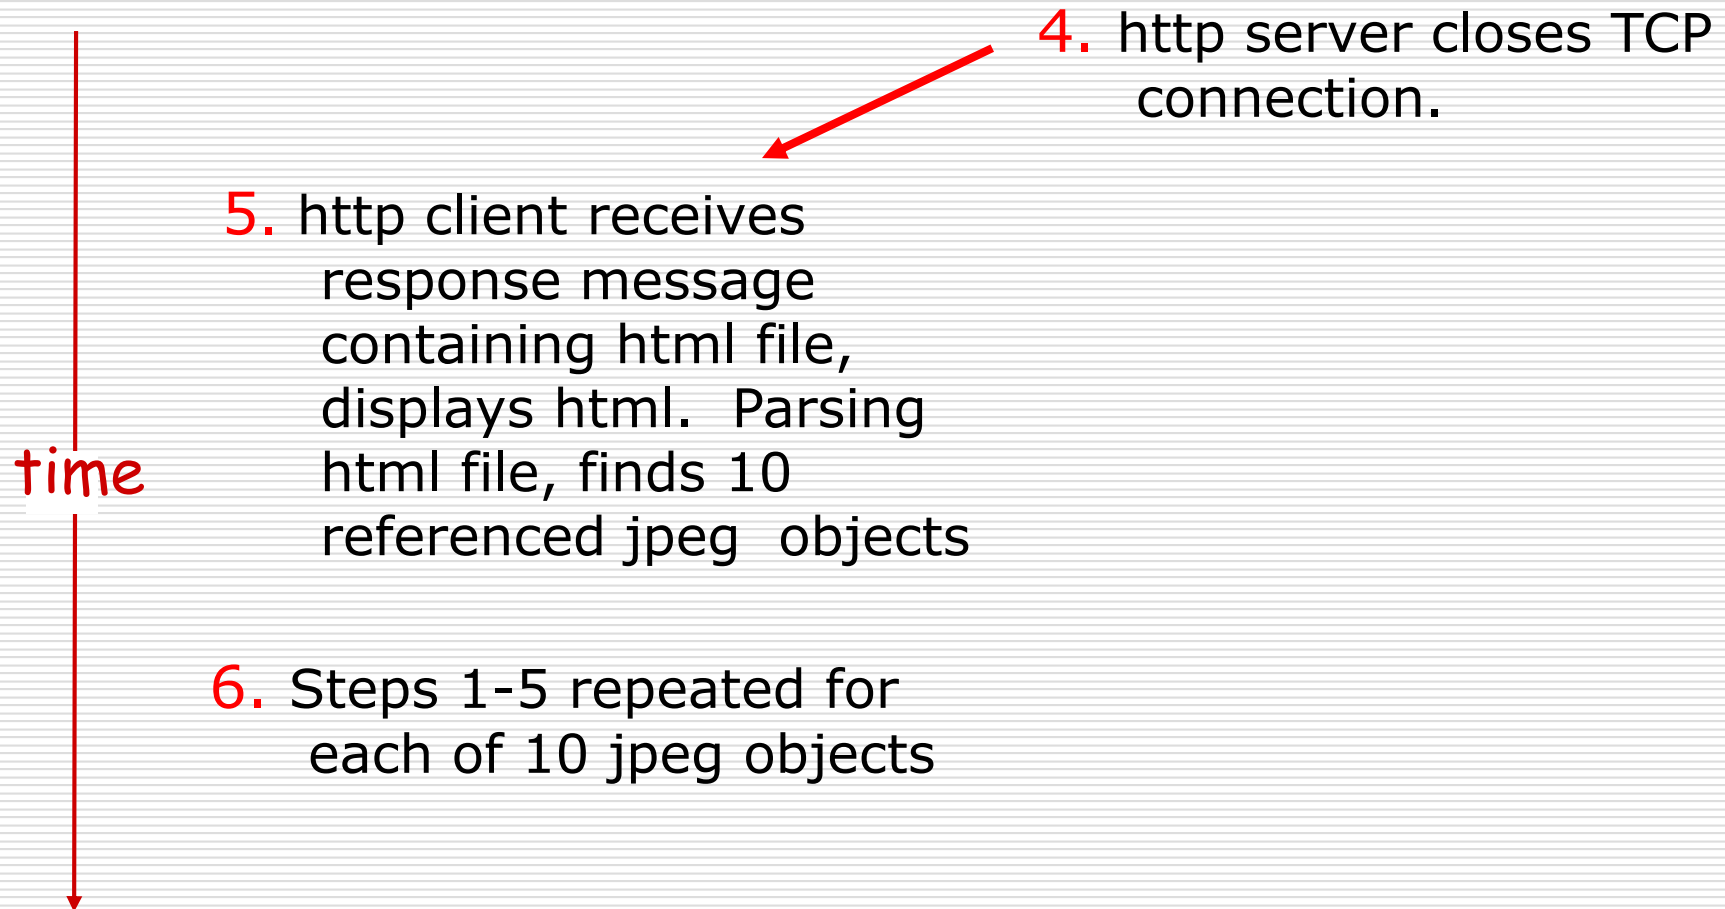 4. http server closes TCP
connection.
5. http client receives
response message
containing html file,
displays html.  Parsing
html file, finds 10
referenced jpeg  objects
time
6. Steps 1-5 repeated for
each of 10 jpeg objects